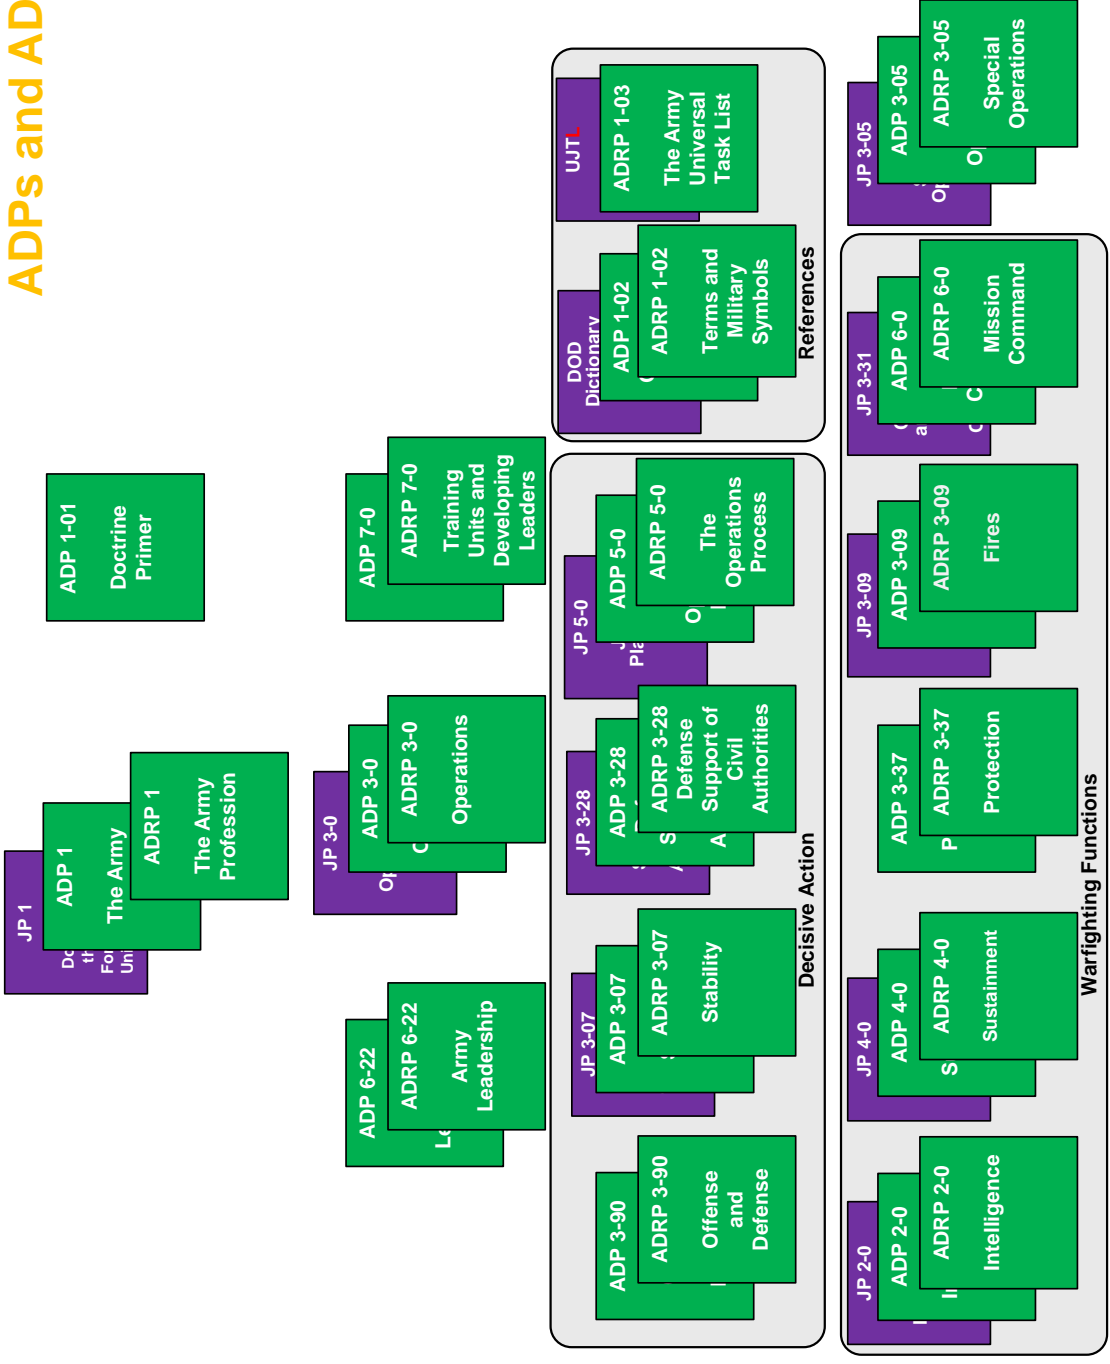 ADPs and AD
JP 1
ADP 1
The Army
ADRP 1
The Army
Profession
ADP 1-01
Doctrine
Primer
ADP 6-22
ADRP 6-22
Army
Leadership
JP 3-0
ADP 3-0
ADRP 3-0
Operations
ADP 7-0
ADRP 7-0
Training
Units and
Developing
Leaders
ADP 3-90
ADRP 3-90
Offense
and
Defense
JP 3-07
ADP 3-07
ADRP 3-07
Stability
JP 3-28
ADP 3-28
ADRP 3-28
Defense
Support of
Civil
Authorities
JP 5-0
ADP 5-0
ADRP 5-0
The
Operations
Process
Decisive Action
DOD
Dictionary
ADP 1-02
ADRP 1-02
Terms and
Military
Symbols
UJTL
ADRP 1-03
The Army
Universal
Task List
References
JP 2-0
ADP 2-0
ADRP 2-0
Intelligence
JP 4-0
ADP 4-0
ADRP 4-0
Sustainment
ADP 3-37
ADRP 3-37
Protection
JP 3-09
ADP 3-09
ADRP 3-09
Fires
JP 3-31
ADP 6-0
ADRP 6-0
Mission
Command
Warfighting Functions
JP 3-05
ADP 3-05
ADRP 3-05
Special
Operations